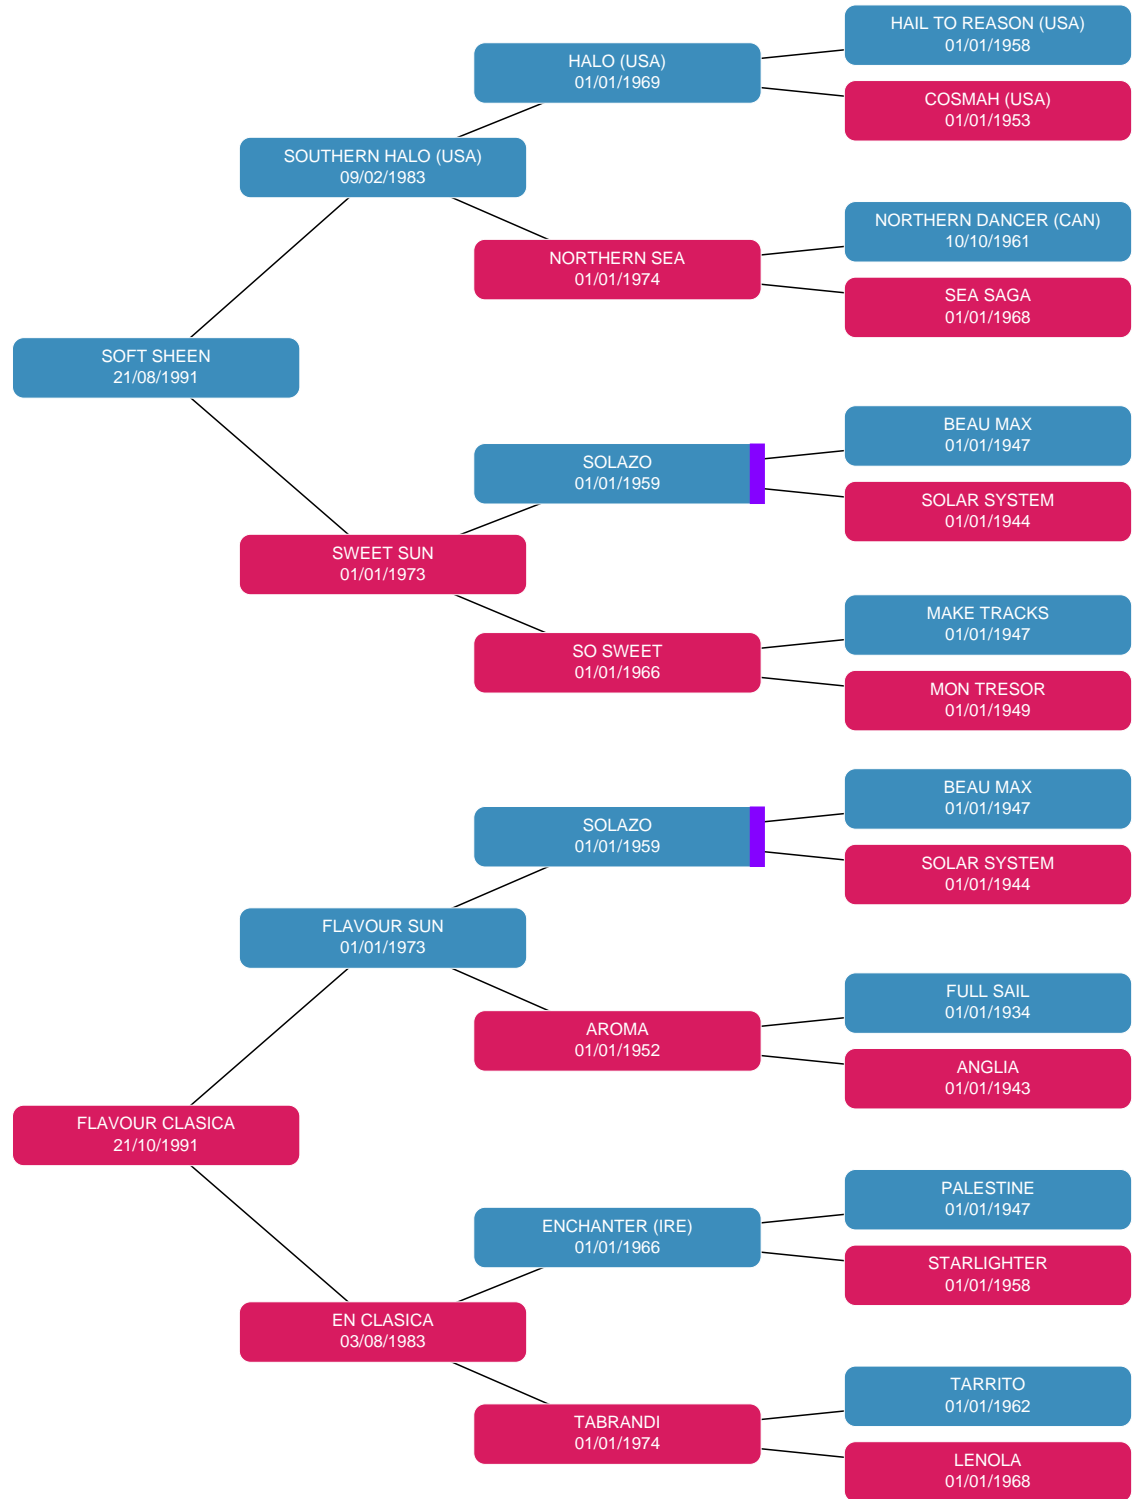 HAIL TO REASON (USA)
01/01/1958
HALO (USA)
01/01/1969
COSMAH (USA)
01/01/1953
SOUTHERN HALO (USA)
09/02/1983
NORTHERN DANCER (CAN)
10/10/1961
NORTHERN SEA
01/01/1974
SEA SAGA
01/01/1968
SOFT SHEEN
21/08/1991
BEAU MAX
01/01/1947
SOLAZO
01/01/1959
SOLAR SYSTEM
01/01/1944
SWEET SUN
01/01/1973
MAKE TRACKS
01/01/1947
SO SWEET
01/01/1966
MON TRESOR
01/01/1949
BEAU MAX
01/01/1947
SOLAZO
01/01/1959
SOLAR SYSTEM
01/01/1944
FLAVOUR SUN
01/01/1973
FULL SAIL
01/01/1934
AROMA
01/01/1952
ANGLIA
01/01/1943
FLAVOUR CLASICA
21/10/1991
PALESTINE
01/01/1947
ENCHANTER (IRE)
01/01/1966
STARLIGHTER
01/01/1958
EN CLASICA
03/08/1983
TARRITO
01/01/1962
TABRANDI
01/01/1974
LENOLA
01/01/1968